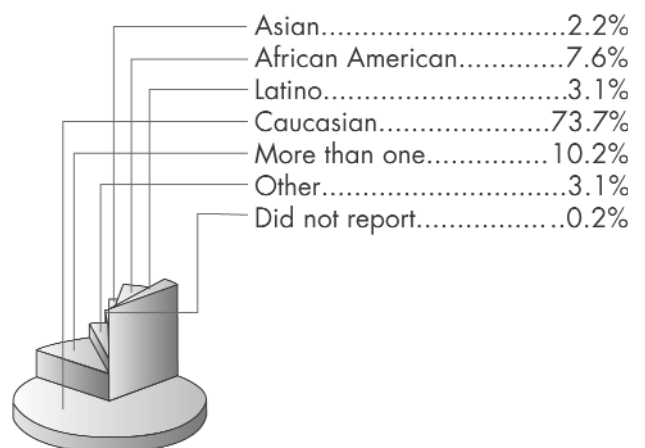 Asian............................2.2%
African American.............7.6%
Latino............................3.1%
Caucasian....................73.7%
More than one..............10.2%
Other............................3.1%
Did not report.................0.2%